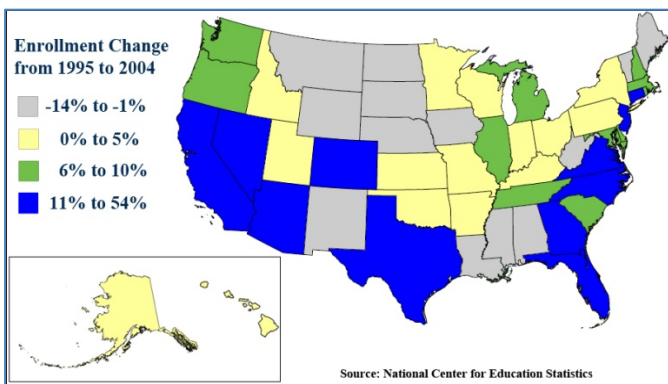 Enrollment Change
from 1995 to 2004
-14% to -1%
0% to 5%
6% to 10%
11% to 54%
Source: National Center for Education Statistics